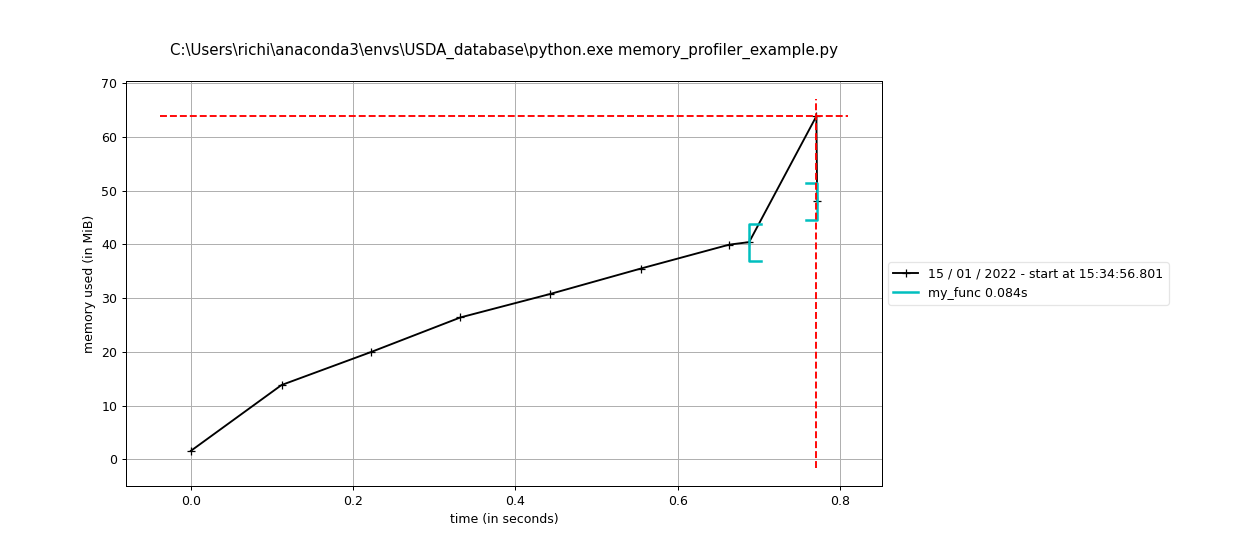 C:\Users\richi\anaconda3\envs\USDA_database\python.exe memory_profiler_example.py
70
60
50
40
30
20
10
0
memory used (in MiB)
0.0 0.2 0.4 0.6 0.8
time (in seconds)
15 / 01 / 2022 - start at 15:34:56.801
my_func 0.084s